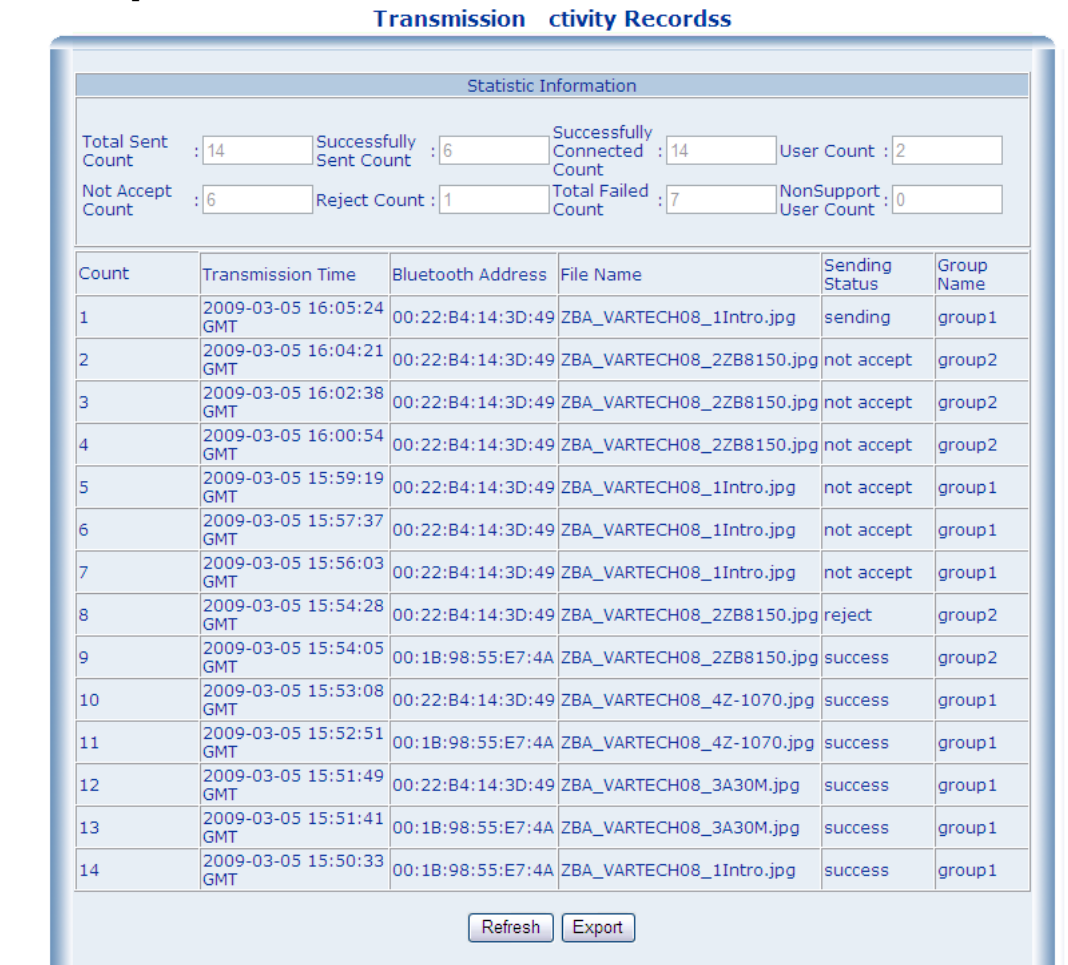 Transmission ctivity Recordss
Statistic Information
Total Sent Count : 14 Successfully Sent Count : 6 Successfully Connected Count : 14 User Count : 2
Not Accept Count : 6 Reject Count : 1 Total Failed Count : 7 NonSupport User Count : 0
Count Transmission Time Bluetooth Address File Name Sending Status Group Name
1 2009-03-05 16:05:24 GMT 00:22:B4:14:3D:49 ZBA_VARTECH08_1Intro.jpg sending group1
2 2009-03-05 16:04:21 GMT 00:22:B4:14:3D:49 ZBA_VARTECH08_2ZB8150.jpg not accept group2
3 2009-03-05 16:02:38 GMT 00:22:B4:14:3D:49 ZBA_VARTECH08_2ZB8150.jpg not accept group2
4 2009-03-05 16:00:54 GMT 00:22:B4:14:3D:49 ZBA_VARTECH08_2ZB8150.jpg not accept group2
5 2009-03-05 15:59:19 GMT 00:22:B4:14:3D:49 ZBA_VARTECH08_1Intro.jpg not accept group1
6 2009-03-05 15:57:37 GMT 00:22:B4:14:3D:49 ZBA_VARTECH08_1Intro.jpg not accept group1
7 2009-03-05 15:56:03 GMT 00:22:B4:14:3D:49 ZBA_VARTECH08_1Intro.jpg not accept group1
8 2009-03-05 15:54:28 GMT 00:22:B4:14:3D:49 ZBA_VARTECH08_2ZB8150.jpg reject group2
9 2009-03-05 15:54:05 GMT 00:1B:98:55:E7:4A ZBA_VARTECH08_2ZB8150.jpg success group2
10 2009-03-05 15:53:08 GMT 00:22:B4:14:3D:49 ZBA_VARTECH08_4Z-1070.jpg success group1
11 2009-03-05 15:52:51 GMT 00:1B:98:55:E7:4A ZBA_VARTECH08_4Z-1070.jpg success group1
12 2009-03-05 15:51:49 GMT 00:22:B4:14:3D:49 ZBA_VARTECH08_3A30M.jpg success group1
13 2009-03-05 15:51:41 GMT 00:1B:98:55:E7:4A ZBA_VARTECH08_3A30M.jpg success group1
14 2009-03-05 15:50:33 GMT 00:1B:98:55:E7:4A ZBA_VARTECH08_1Intro.jpg success group1
Refresh Export